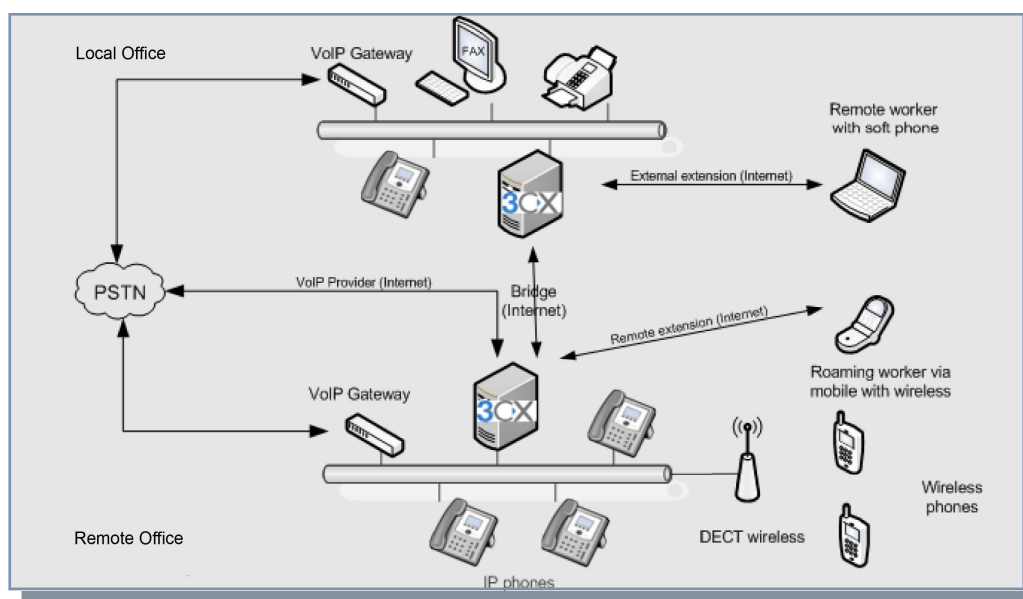 Local Office
VoIP Gateway
FAX
Remote worker
with soft phone
External extension (Internet)
3CX
PSTN
VoIP Provider (Internet)
Bridge
(Internet)
Remote extension (Internet)
Roaming worker via
mobile with wireless
VoIP Gateway
3CX
Wireless
phones
Remote Office
DECT wireless
IP phones